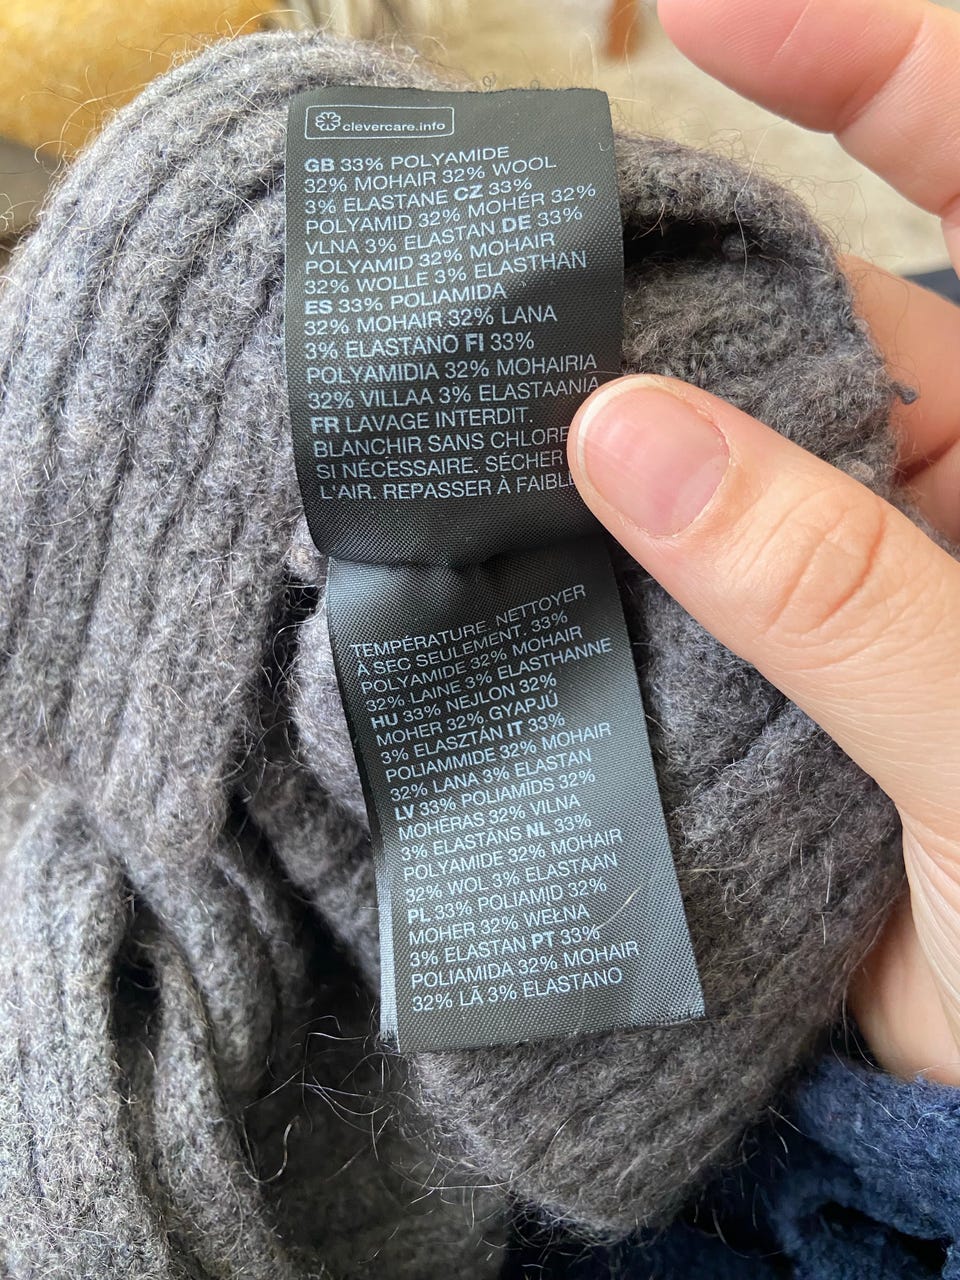 clevercare.info
GB 33% POLYAMIDE
32% MOHAIR 32% WOOL
3% ELASTANE CZ 33%
POLYAMID 32% MOHÉR 32%
VLNA 3% ELASTAN DE 33%
POLYAMID 32% MOHAIR
32% WOLLE 3% ELASTHAN
ES 33% POLIAMIDA
32% MOHAIR 32% LANA
3% ELASTANO FI 33%
POLYAMIDIA 32% MOHAIRIA
32% VILLAA 3% ELASTAANIA
FR LAVAGE INTERDIT.
BLANCHIR SANS CHLORE
SI NÉCESSAIRE. SÉCHER
L'AIR. REPASSER À FAIBLE
TEMPÉRATURE. NETTOYER
À SEC SEULEMENT. 33%
POLYAMIDE 32% MOHAIR
32% LAINE 3% ELASTHANNE
HU 33% NEJLON 32%
MOHER 32% GYAPJÚ
3% ELASZTÁN IT 33%
POLIAMMIDE 32% MOHAIR
32% LANA 3% ELASTAN
LV 33% POLIAMĪDS 32%
MOHĒRAS 32% VILNA
3% ELASTĀNS NL 33%
POLYAMIDE 32% MOHAIR
32% WOL 3% ELASTAAN
PL 33% POLIAMID 32%
MOHER 32% WEŁNA
3% ELASTAN PT 33%
POLIAMIDA 32% MOHAIR
32% LÃ 3% ELASTANO